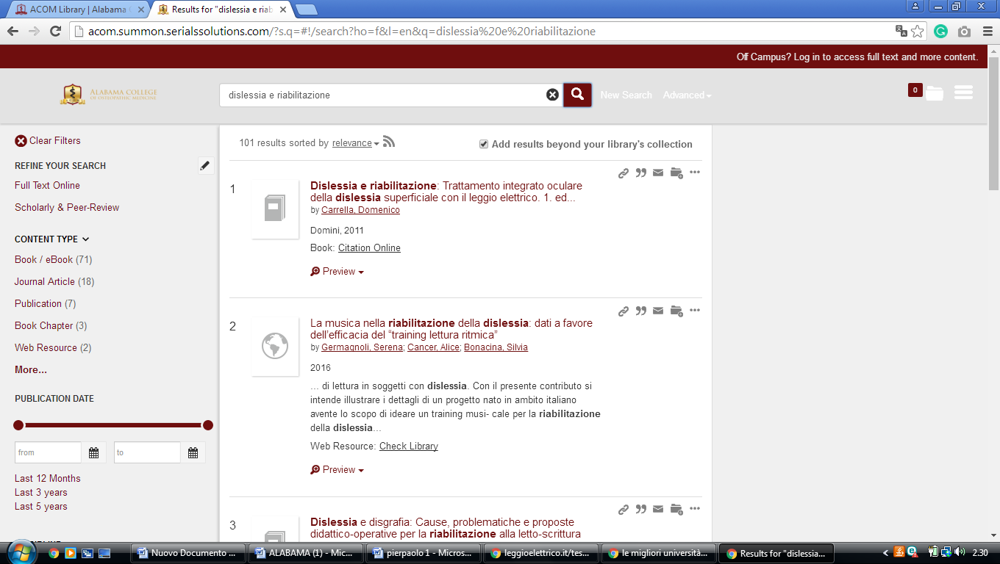 ACOM Library | Alabama C
Results for "dislessia e riab
acom.summon.serialssolutions.com/?s.q=#!/search?ho=f&l=en&q=dislessia%20e%20riabilitazione
Off Campus? Log in to access full text and more content.
ALABAMA COLLEGE
OF OSTEOPATHIC MEDICINE
dislessia e riabilitazione
New Search
Advanced
0
Clear Filters
REFINE YOUR SEARCH
Full Text Online
Scholarly & Peer-Review
CONTENT TYPE
Book / eBook (71)
Journal Article (18)
Publication (7)
Book Chapter (3)
Web Resource (2)
More...
PUBLICATION DATE
from
to
Last 12 Months
Last 3 years
Last 5 years
101 results sorted by relevance
Add results beyond your library's collection
1
Dislessia e riabilitazione: Trattamento integrato oculare
della dislessia superficiale con il leggio elettrico. 1. ed...
by Carrella, Domenico
Domini, 2011
Book: Citation Online
Preview
2
La musica nella riabilitazione della dislessia: dati a favore
dell'efficacia del “training lettura ritmica”
by Germagnoli, Serena; Cancer, Alice; Bonacina, Silvia
2016
... di lettura in soggetti con dislessia. Con il presente contributo si
intende illustrare i dettagli di un progetto nato in ambito italiano
avente lo scopo di ideare un training musi- cale per la riabilitazione
della dislessia...
Web Resource: Check Library
Preview
3
Dislessia e disgrafia: Cause, problematiche e proposte
didattico-operative per la riabilitazione alla letto-scrittura
Nuovo Documento ...
ALABAMA (1) - Mic...
pierpaolo 1 - Micros...
leggioelettrico.it/tes...
le migliori universită...
Results for "dislessia...
2.30